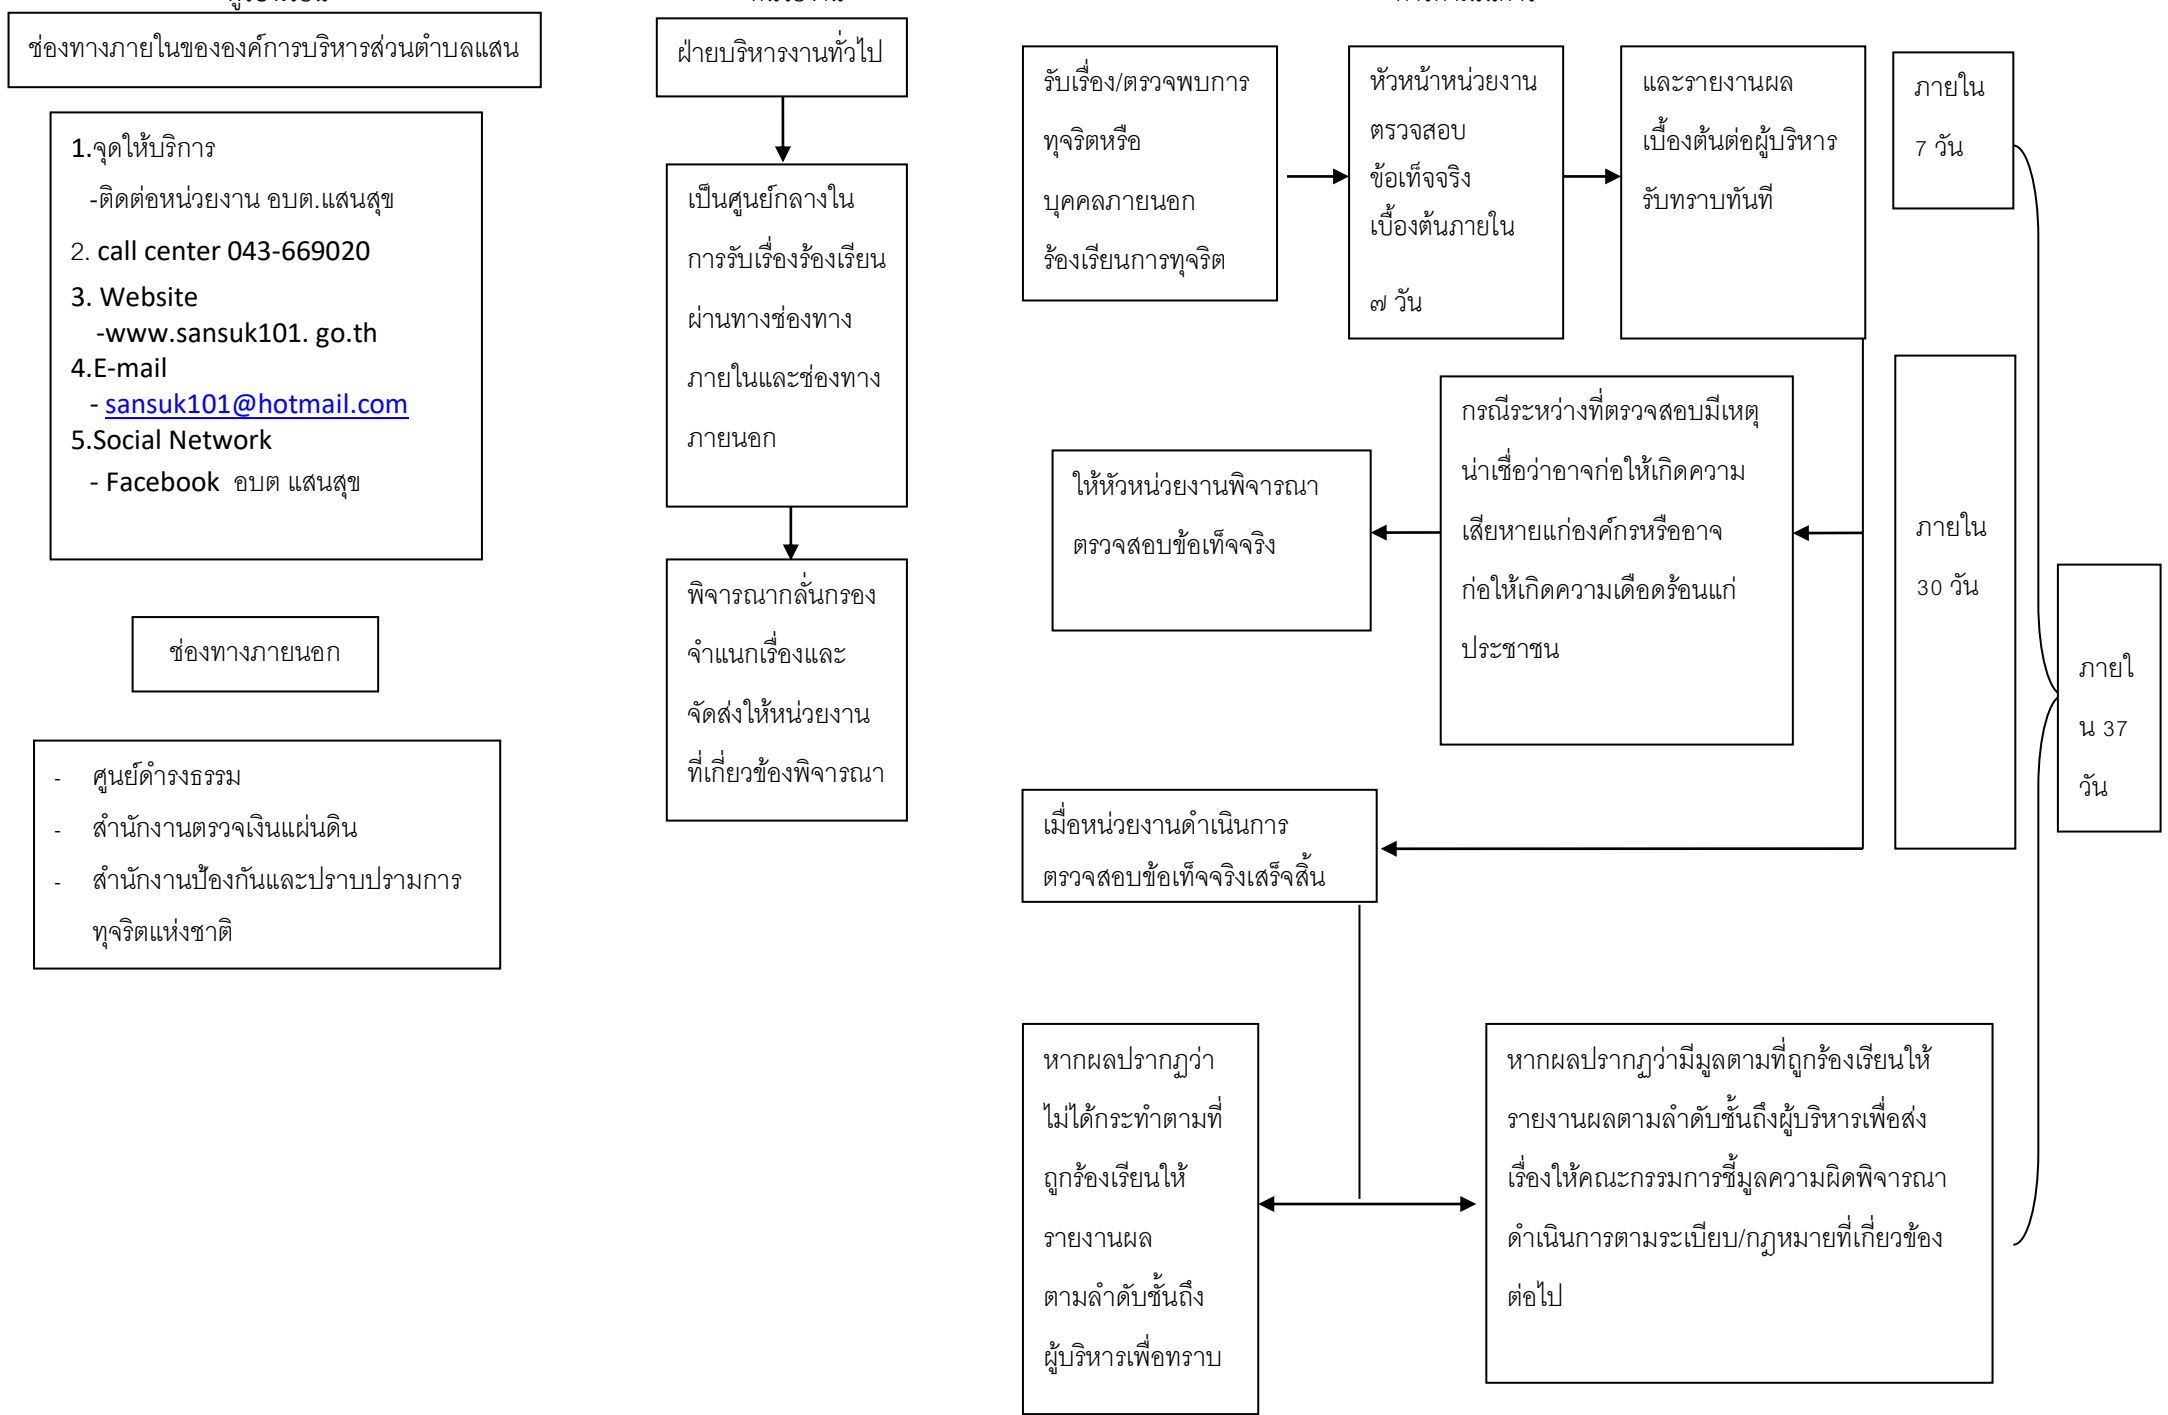 ช่องทางภายในขององค์การบริหารส่วนตำบลแสน
1.จุดให้บริการ
-ติดต่อหน่วยงาน อบต.แสนสุข
2. call center 043-669020
3. Website
-www.sansuk101. go.th
4.E-mail
- sansuk101@hotmail.com
5.Social Network
- Facebook อบต แสนสุข
ช่องทางภายนอก
- ศูนย์ดำรงธรรม
- สำนักงานตรวจเงินแผ่นดิน
- สำนักงานป้องกันและปราบปรามการ
ทุจริตแห่งชาติ
ฝ่ายบริหารงานทั่วไป
เป็นศูนย์กลางใน
การรับเรื่องร้องเรียน
ผ่านทางช่องทาง
ภายในและช่องทาง
ภายนอก
พิจารณากลั่นกรอง
จำแนกเรื่องและ
จัดส่งให้หน่วยงาน
ที่เกี่ยวข้องพิจารณา
รับเรื่อง/ตรวจพบการ
ทุจริตหรือ
บุคคลภายนอก
ร้องเรียนการทุจริต
หัวหน้าหน่วยงาน
ตรวจสอบ
ข้อเท็จจริง
เบื้องต้นภายใน
๗ วัน
และรายงานผล
เบื้องต้นต่อผู้บริหาร
รับทราบทันที
ภายใน
7 วัน
กรณีระหว่างที่ตรวจสอบมีเหตุ
น่าเชื่อว่าอาจก่อให้เกิดความ
เสียหายแก่องค์กรหรืออาจ
ก่อให้เกิดความเดือดร้อนแก่
ประชาชน
ให้หัวหน่วยงานพิจารณา
ตรวจสอบข้อเท็จจริง
ภายใน
30 วัน
ภายใ
น 37
วัน
เมื่อหน่วยงานดำเนินการ
ตรวจสอบข้อเท็จจริงเสร็จสิ้น
หากผลปรากฏว่า
ไม่ได้กระทำตามที่
ถูกร้องเรียนให้
รายงานผล
ตามลำดับชั้นถึง
ผู้บริหารเพื่อทราบ
หากผลปรากฏว่ามีมูลตามที่ถูกร้องเรียนให้
รายงานผลตามลำดับชั้นถึงผู้บริหารเพื่อส่ง
เรื่องให้คณะกรรมการชี้มูลความผิดพิจารณา
ดำเนินการตามระเบียบ/กฎหมายที่เกี่ยวข้อง
ต่อไป